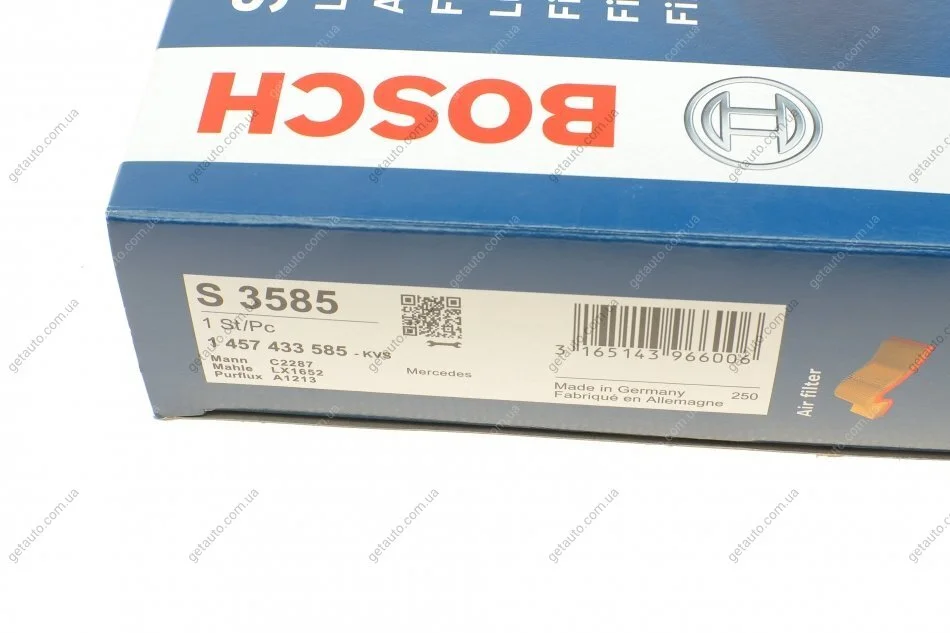 BOSCH
S 3585
1 St/Pc
1 457 433 585 - KVS
Mann C2287
Mahle LX1652
Purflux A1213
Mercedes
3 165143 966006
Made in Germany
Fabriqué en Allemagne 250
Air filter
getauto.com.ua